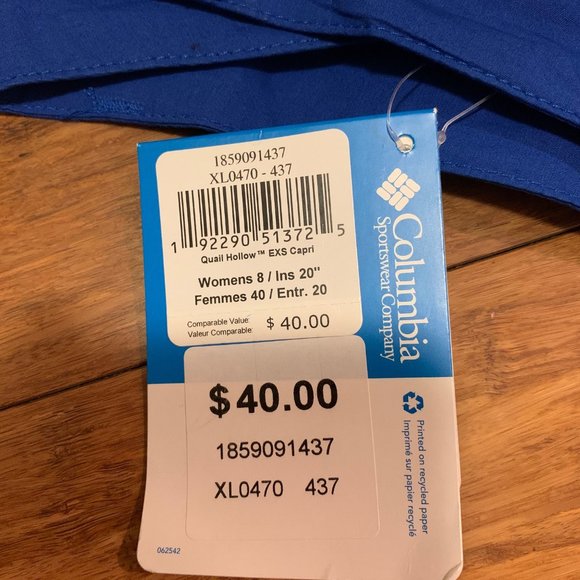 1859091437
XL0470 - 437
1 92290 51372 5
Quail Hollow™ EXS Capri
Womens 8 / Ins 20"
Femmes 40 / Entr. 20
Comparable Value:
Valeur Comparable: $ 40.00
$40.00
1859091437
XL0470 437
062542
Columbia
Sportswear Company
Printed on recycled paper
Imprimé sur papier recyclé